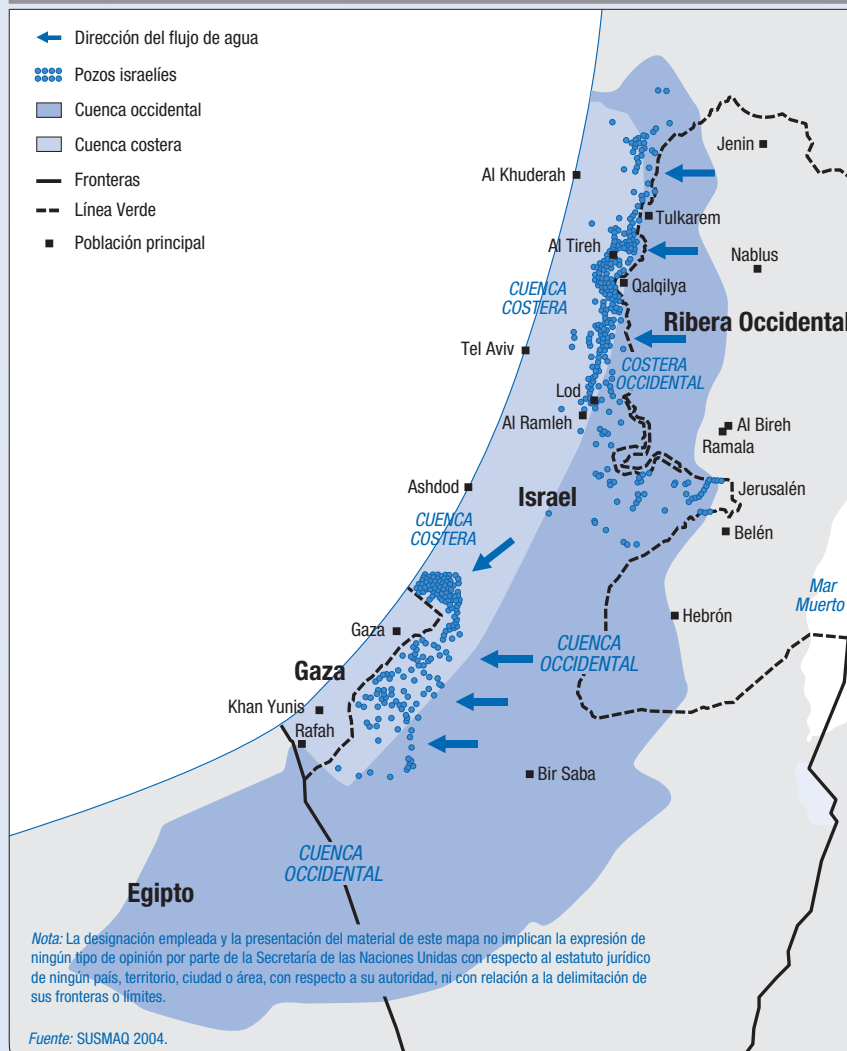 Dirección del flujo de agua
Pozos israelíes
Cuenca occidental
Cuenca costera
Fronteras
Línea Verde
Población principal
Jenin
Al Khuderah
Tulkarem
Al Tireh
Nablus
CUENCA
COSTERA
Qalqilya
Ribera Occidental
Tel Aviv
COSTERA
OCCIDENTAL
Lod
Al Ramleh
Al Bireh
Ramala
Ashdod
Israel
Jerusalén
CUENCA
COSTERA
Belén
Mar
Muerto
Gaza
Hebrón
CUENCA
OCCIDENTAL
Gaza
Khan Yunis
Rafah
Bir Saba
CUENCA
OCCIDENTAL
Egipto
Nota: La designación empleada y la presentación del material de este mapa no implican la expresión de
ningún tipo de opinión por parte de la Secretaría de las Naciones Unidas con respecto al estatuto jurídico
de ningún país, territorio, ciudad o área, con respecto a su autoridad, ni con relación a la delimitación de
sus fronteras o límites.
Fuente: SUSMAQ 2004.